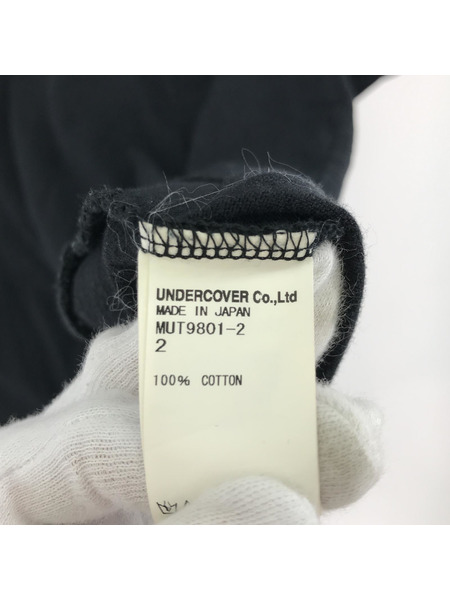 UNDERCOVER Co.,Ltd
MADE IN JAPAN
MUT9801-2
2
100% COTTON